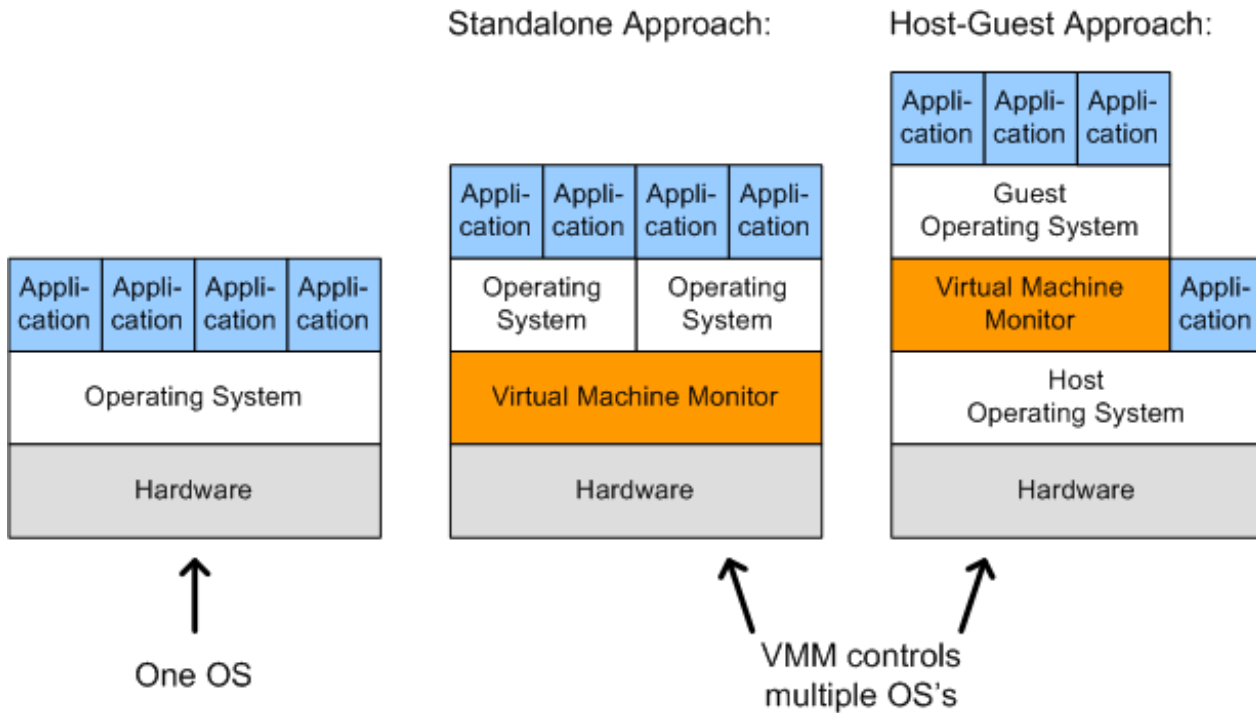 Standalone Approach:
Host-Guest Approach:
Appli-
cation
Appli-
cation
Appli-
cation
Appli-
cation
Operating System
Hardware
One OS
Appli-
cation
Appli-
cation
Appli-
cation
Appli-
cation
Operating
System
Operating
System
Virtual Machine Monitor
Hardware
Appli-
cation
Appli-
cation
Appli-
cation
Guest
Operating System
Virtual Machine
Monitor
Appli-
cation
Host
Operating System
Hardware
VMM controls
multiple OS's